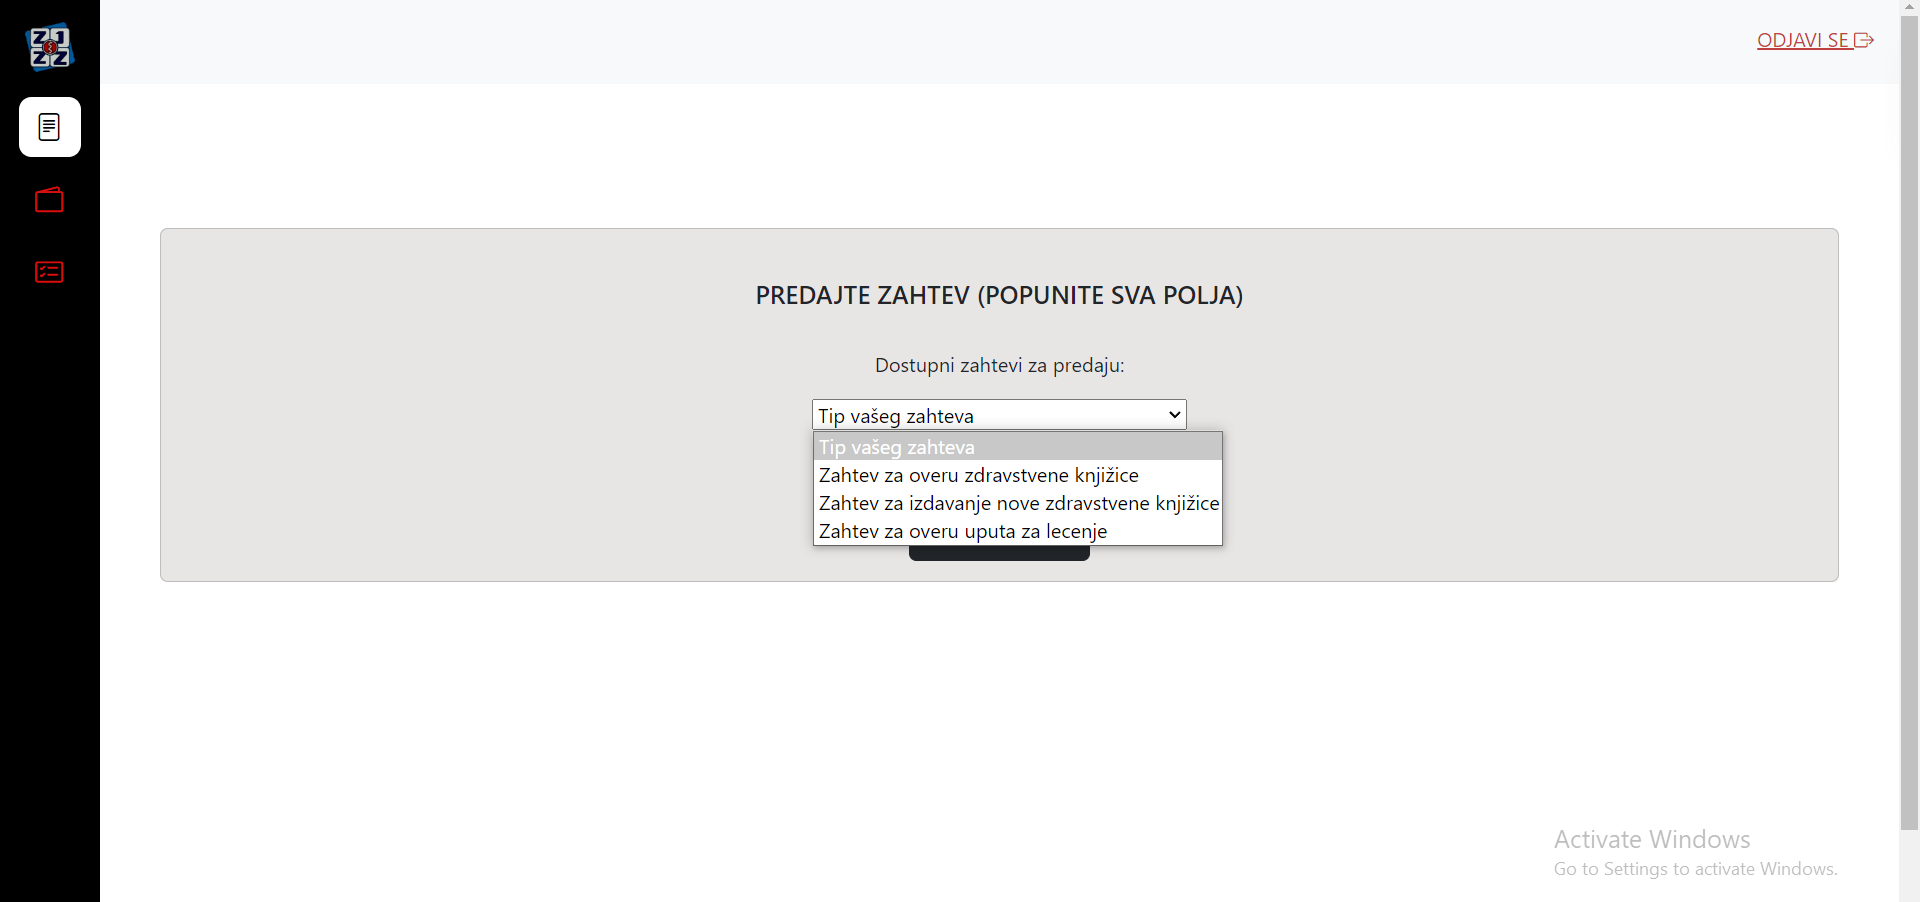 ODJAVI SE
PREDAJTE ZAHTEV (POPUNITE SVA POLJA)
Dostupni zahtevi za predaju:
Tip vašeg zahteva
Tip vašeg zahteva
Zahtev za overu zdravstvene knjižice
Zahtev za izdavanje nove zdravstvene knjižice
Zahtev za overu uputa za lecenje
Activate Windows
Go to Settings to activate Windows.